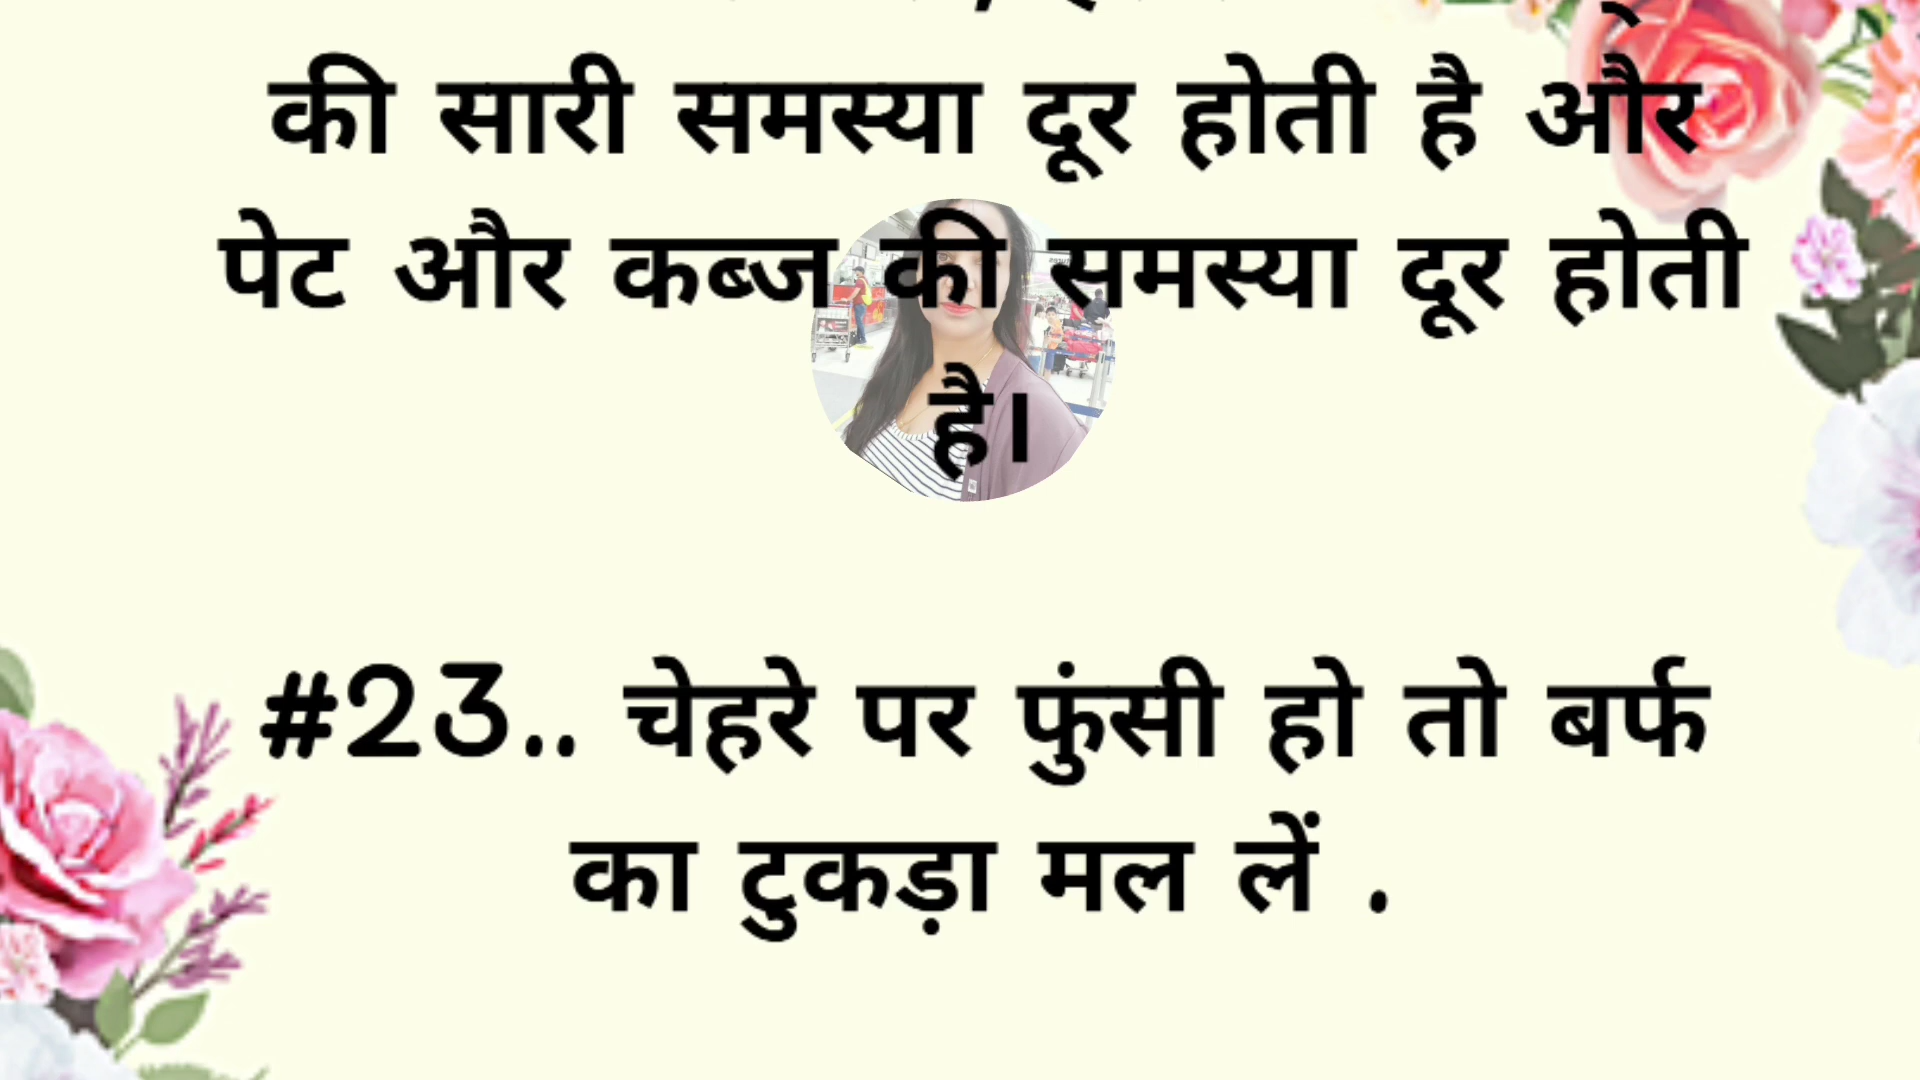 की सारी समस्या दूर होती है और
पेट और कब्ज की समस्या दूर होती
है।
#23.. चेहरे पर फुंसी हो तो बर्फ
का टुकड़ा मल लें .